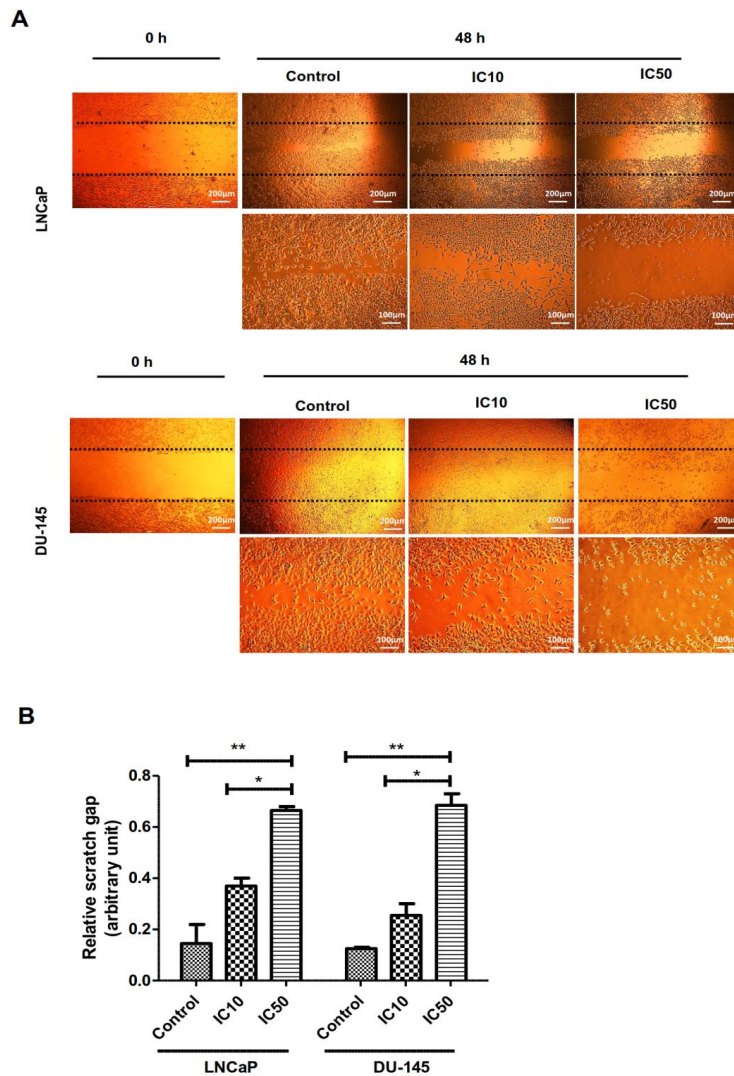 A
0 h
48 h
Control
IC10
IC50
LNCaP
200µm
200µm
200µm
200µm
100µm
100µm
100µm
0 h
48 h
Control
IC10
IC50
DU-145
200µm
200µm
200µm
200µm
100µm
100µm
100µm
B
Relative scratch gap
(arbitrary unit)
0.8
0.6
0.4
0.2
0.0
**
*
**
*
Control
IC10
IC50
Control
IC10
IC50
LNCaP
DU-145